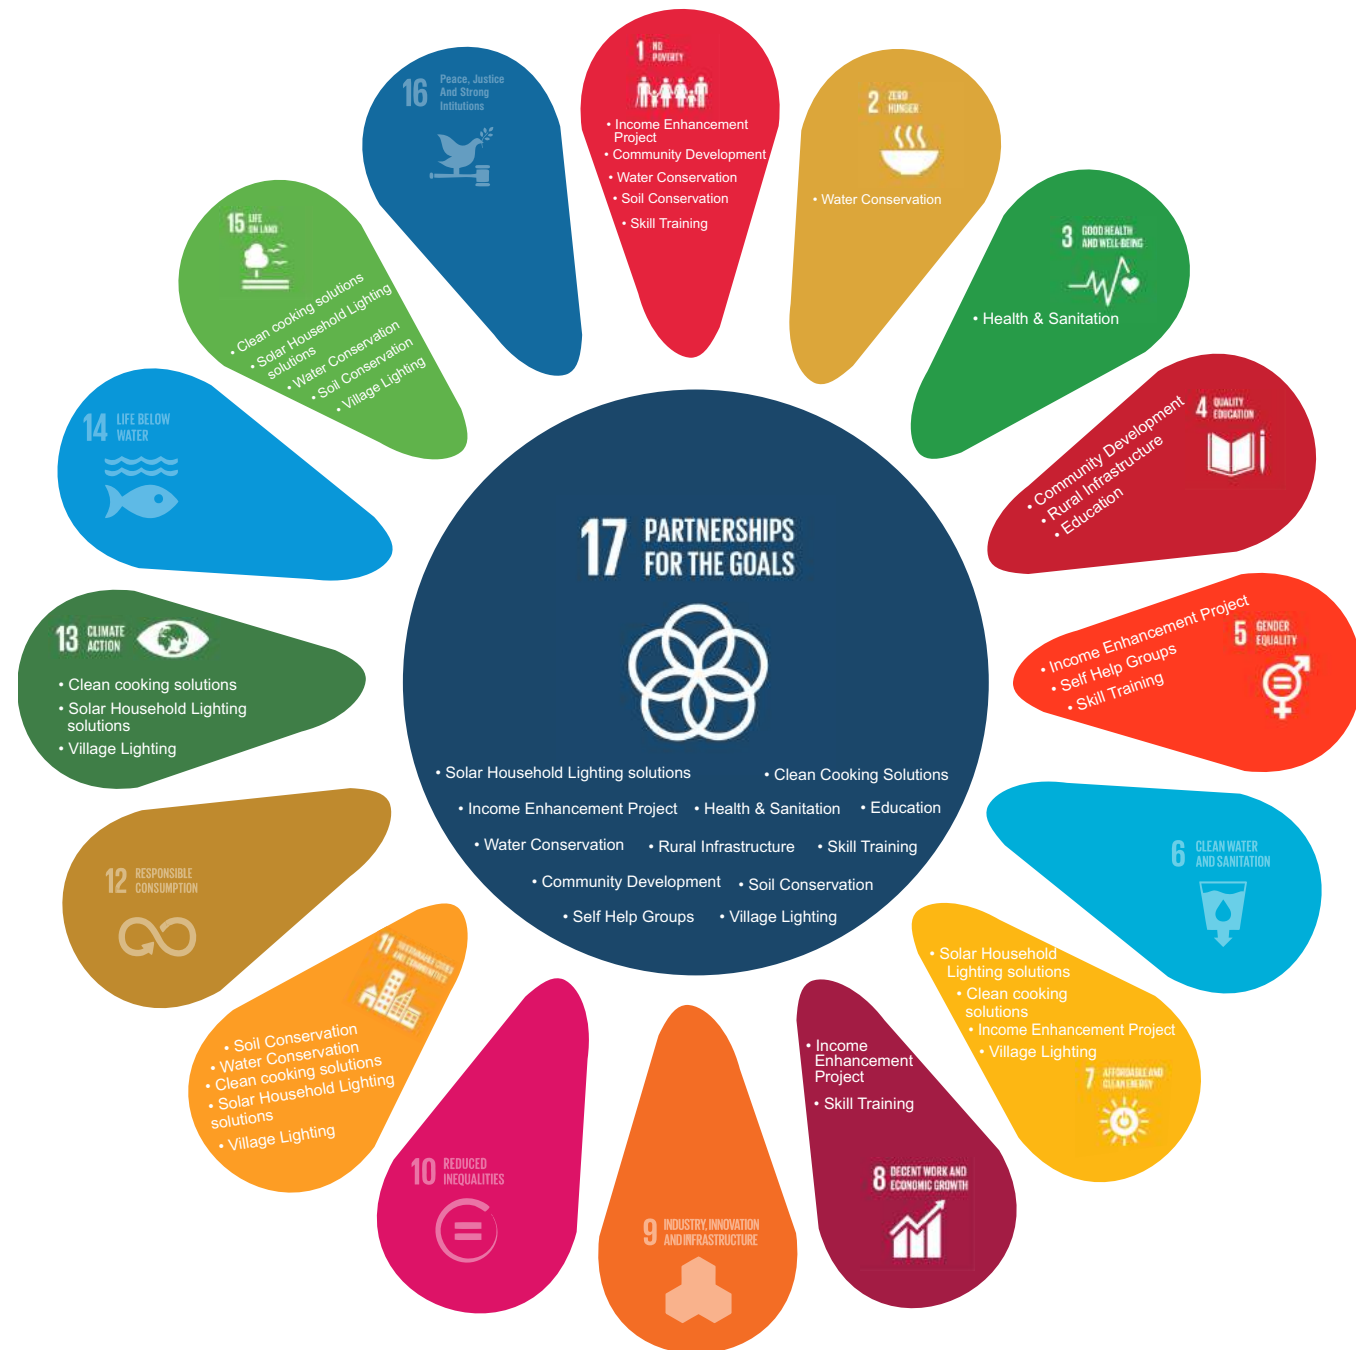 1 NO
POVERTY
• Income Enhancement
Project
• Community Development
• Water Conservation
• Soil Conservation
• Skill Training
2 ZERO
HUNGER
• Water Conservation
3 GOOD HEALTH
AND WELL-BEING
• Health & Sanitation
4 QUALITY
EDUCATION
• Community Development
• Rural Infrastructure
• Education
5 GENDER
EQUALITY
• Income Enhancement Project
• Self Help Groups
• Skill Training
6 CLEAN WATER
AND SANITATION
• Solar Household
Lighting solutions
• Clean cooking
solutions
• Income Enhancement Project
• Village Lighting
7 AFFORDABLE AND
CLEAN ENERGY
• Income
Enhancement
Project
• Skill Training
8 DECENT WORK AND
ECONOMIC GROWTH
9 INDUSTRY, INNOVATION
AND INFRASTRUCTURE
10 REDUCED
INEQUALITIES
11 SUSTAINABLE CITIES
AND COMMUNITIES
• Soil Conservation
• Water Conservation
• Clean cooking solutions
• Solar Household Lighting
solutions
• Village Lighting
12 RESPONSIBLE
CONSUMPTION
13 CLIMATE
ACTION
• Clean cooking solutions
• Solar Household Lighting
solutions
• Village Lighting
14 LIFE BELOW
WATER
15 LIFE
ON LAND
• Clean cooking solutions
• Solar Household Lighting
solutions
• Water Conservation
• Soil Conservation
• Village Lighting
16 Peace, Justice
And Strong
Intitutions
17 PARTNERSHIPS
FOR THE GOALS
• Solar Household Lighting solutions • Clean Cooking Solutions
• Income Enhancement Project • Health & Sanitation • Education
• Water Conservation • Rural Infrastructure • Skill Training
• Community Development • Soil Conservation
• Self Help Groups • Village Lighting